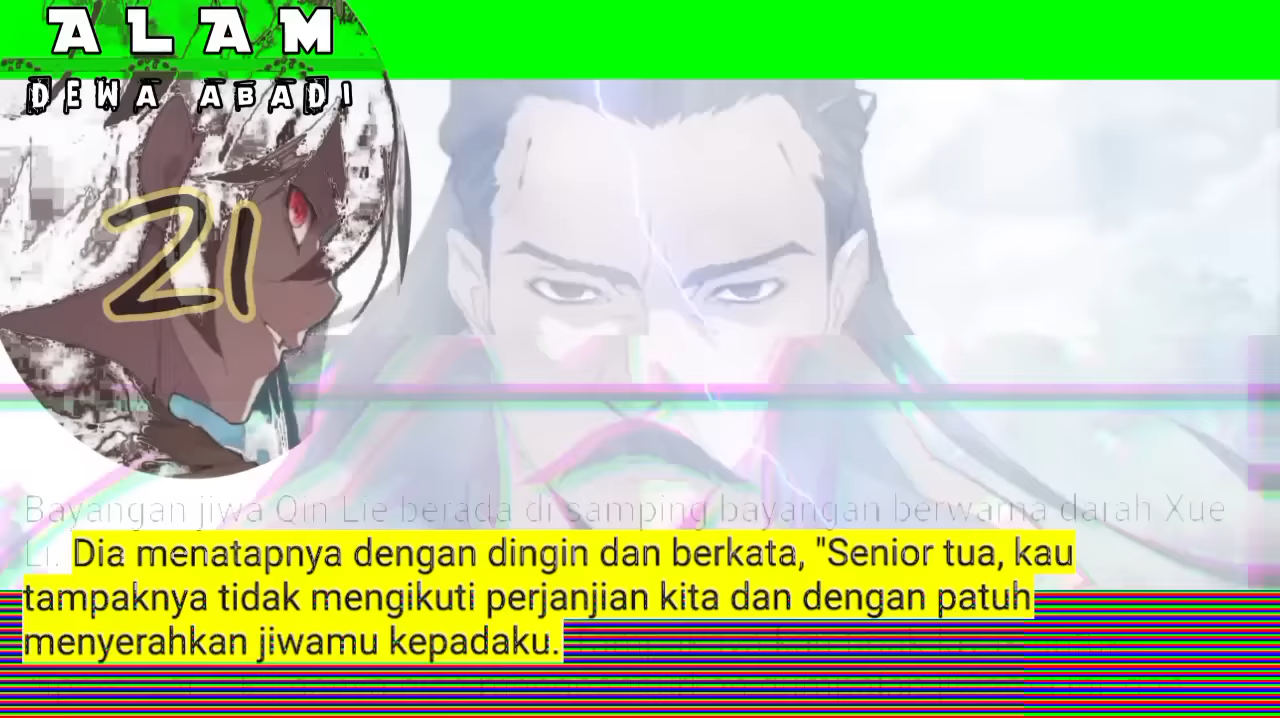 ALAM
DEWA ABADI
21
Bayangan jiwa Qin Lie berada di samping bayangan berwarna darah Xue
Li. Dia menatapnya dengan dingin dan berkata, "Senior tua, kau
tampaknya tidak mengikuti perjanjian kita dan dengan patuh
menyerahkan jiwamu kepadaku.